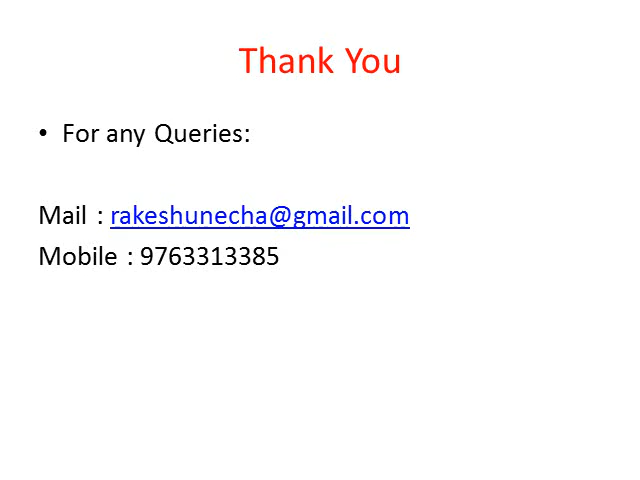 Thank You
• For any Queries:
Mail : rakeshunecha@gmail.com
Mobile : 9763313385